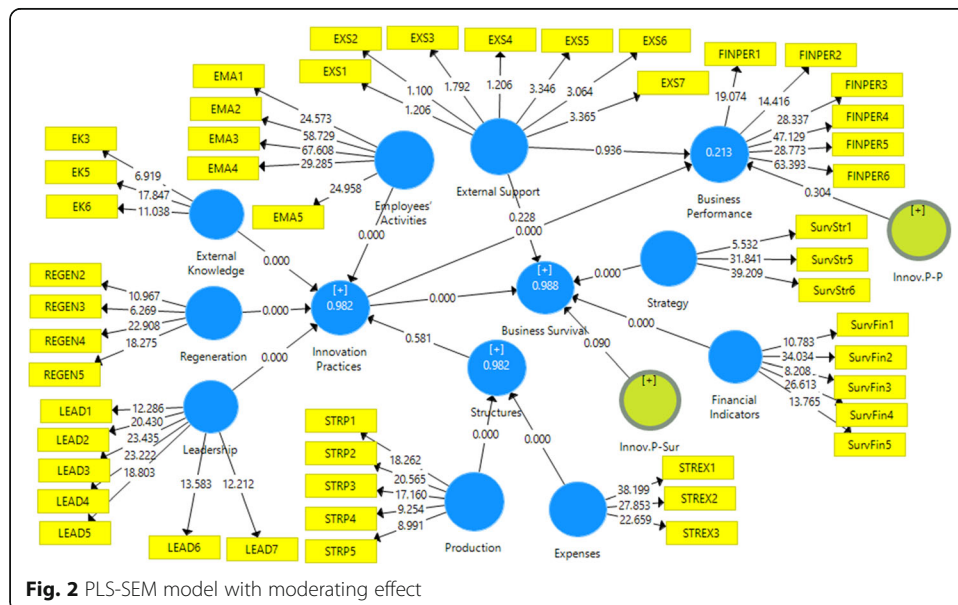 EXS2
EXS3
EXS4
EXS5
EXS6
EXS1
EXS7
EMA1
EMA2
EMA3
EMA4
EMA5
FINPER1
FINPER2
FINPER3
FINPER4
FINPER5
FINPER6
1.206
1.100
1.792
1.206
3.346
3.064
3.365
24.573
58.729
67.608
29.285
24.958
19.074
14.416
28.337
47.129
28.773
63.393
EK3
EK5
EK6
6.919
17.847
11.038
External
Knowledge
Employees'
Activities
External Support
0.936
0.213
Business
Performance
0.304
[+]
Innov.P-P
0.000
0.000
0.228
0.000
REGEN2
REGEN3
REGEN4
REGEN5
10.967
6.269
22.908
18.275
Regeneration
0.000
[+]
0.982
Innovation
Practices
0.000
[+]
0.988
Business Survival
0.000
Strategy
5.532
31.841
39.209
SurvStr1
SurvStr5
SurvStr6
0.000
Financial
Indicators
10.783
34.034
8.208
26.613
13.765
SurvFin1
SurvFin2
SurvFin3
SurvFin4
SurvFin5
0.000
0.581
[+]
0.982
Structures
0.090
[+]
Innov.P-Sur
LEAD1
LEAD2
LEAD3
LEAD4
LEAD5
LEAD6
LEAD7
12.286
20.430
23.435
23.222
18.803
13.583
12.212
Leadership
STRP1
STRP2
STRP3
STRP4
STRP5
18.262
20.565
17.160
9.254
8.991
Production
0.000
0.000
Expenses
38.199
27.853
22.659
STREX1
STREX2
STREX3
Fig. 2 PLS-SEM model with moderating effect